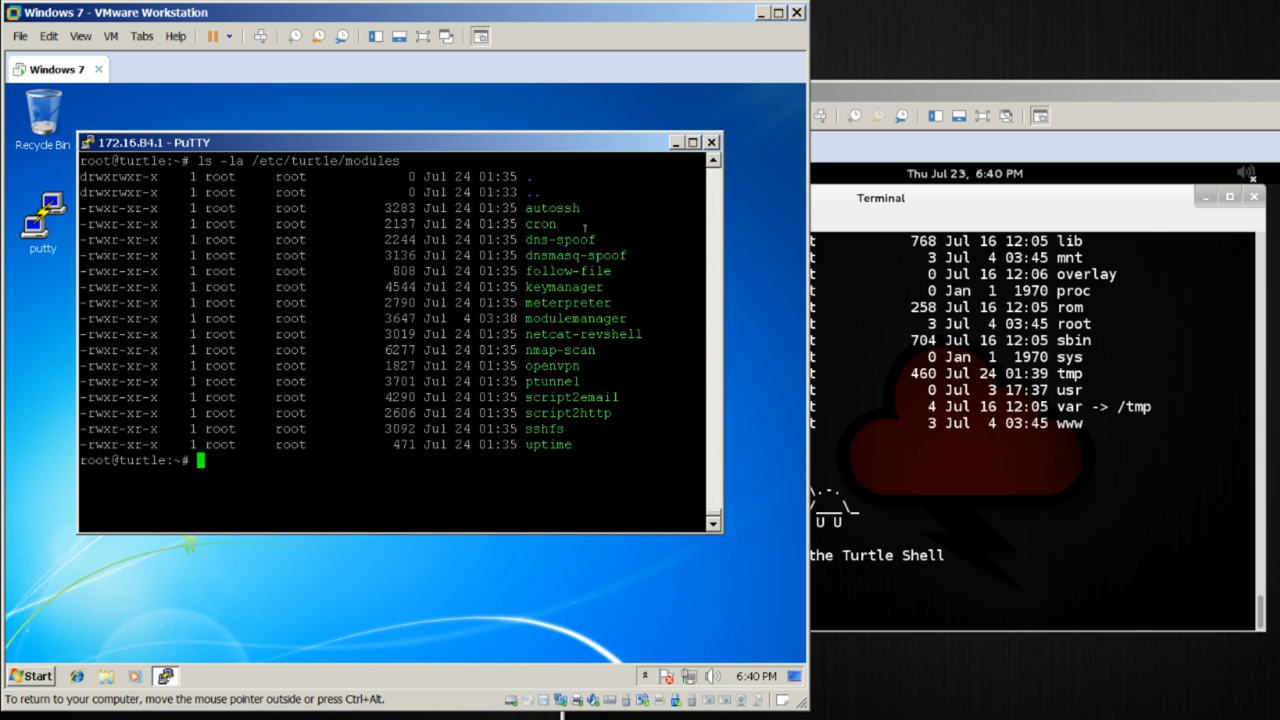 Windows 7 - VMware Workstation
File Edit View VM Tabs Help
Windows 7
Recycle Bin
putty
172.16.84.1 - PuTTY
root@turtle:~# ls -la /etc/turtle/modules
drwxrwxr-x 1 root root 0 Jul 24 01:35 .
drwxrwxr-x 1 root root 0 Jul 24 01:33 ..
-rwxr-xr-x 1 root root 3283 Jul 24 01:35 autossh
-rwxr-xr-x 1 root root 2137 Jul 24 01:35 cron
-rwxr-xr-x 1 root root 2244 Jul 24 01:35 dns-spoof
-rwxr-xr-x 1 root root 3136 Jul 24 01:35 dnsmasq-spoof
-rwxr-xr-x 1 root root 808 Jul 24 01:35 follow-file
-rwxr-xr-x 1 root root 4544 Jul 24 01:35 keymanager
-rwxr-xr-x 1 root root 2790 Jul 24 01:35 meterpreter
-rwxr-xr-x 1 root root 3647 Jul 4 03:38 modulemanager
-rwxr-xr-x 1 root root 3019 Jul 24 01:35 netcat-revshell
-rwxr-xr-x 1 root root 6277 Jul 24 01:35 nmap-scan
-rwxr-xr-x 1 root root 1827 Jul 24 01:35 openvpn
-rwxr-xr-x 1 root root 3701 Jul 24 01:35 ptunnel
-rwxr-xr-x 1 root root 4290 Jul 24 01:35 script2email
-rwxr-xr-x 1 root root 2606 Jul 24 01:35 script2http
-rwxr-xr-x 1 root root 3092 Jul 24 01:35 sshfs
-rwxr-xr-x 1 root root 471 Jul 24 01:35 uptime
root@turtle:~#
Start
6:40 PM
To return to your computer, move the mouse pointer outside or press Ctrl+Alt.
Thu Jul 23, 6:40 PM
Terminal
t 768 Jul 16 12:05 lib
t 3 Jul 4 03:45 mnt
t 0 Jul 16 12:06 overlay
t 0 Jan 1 1970 proc
t 258 Jul 16 12:05 rom
t 3 Jul 4 03:45 root
t 704 Jul 16 12:05 sbin
t 0 Jan 1 1970 sys
t 460 Jul 24 01:39 tmp
t 0 Jul 3 17:37 usr
t 4 Jul 16 12:05 var -> /tmp
t 3 Jul 4 03:45 www
\.-.
/___\_
U U
the Turtle Shell